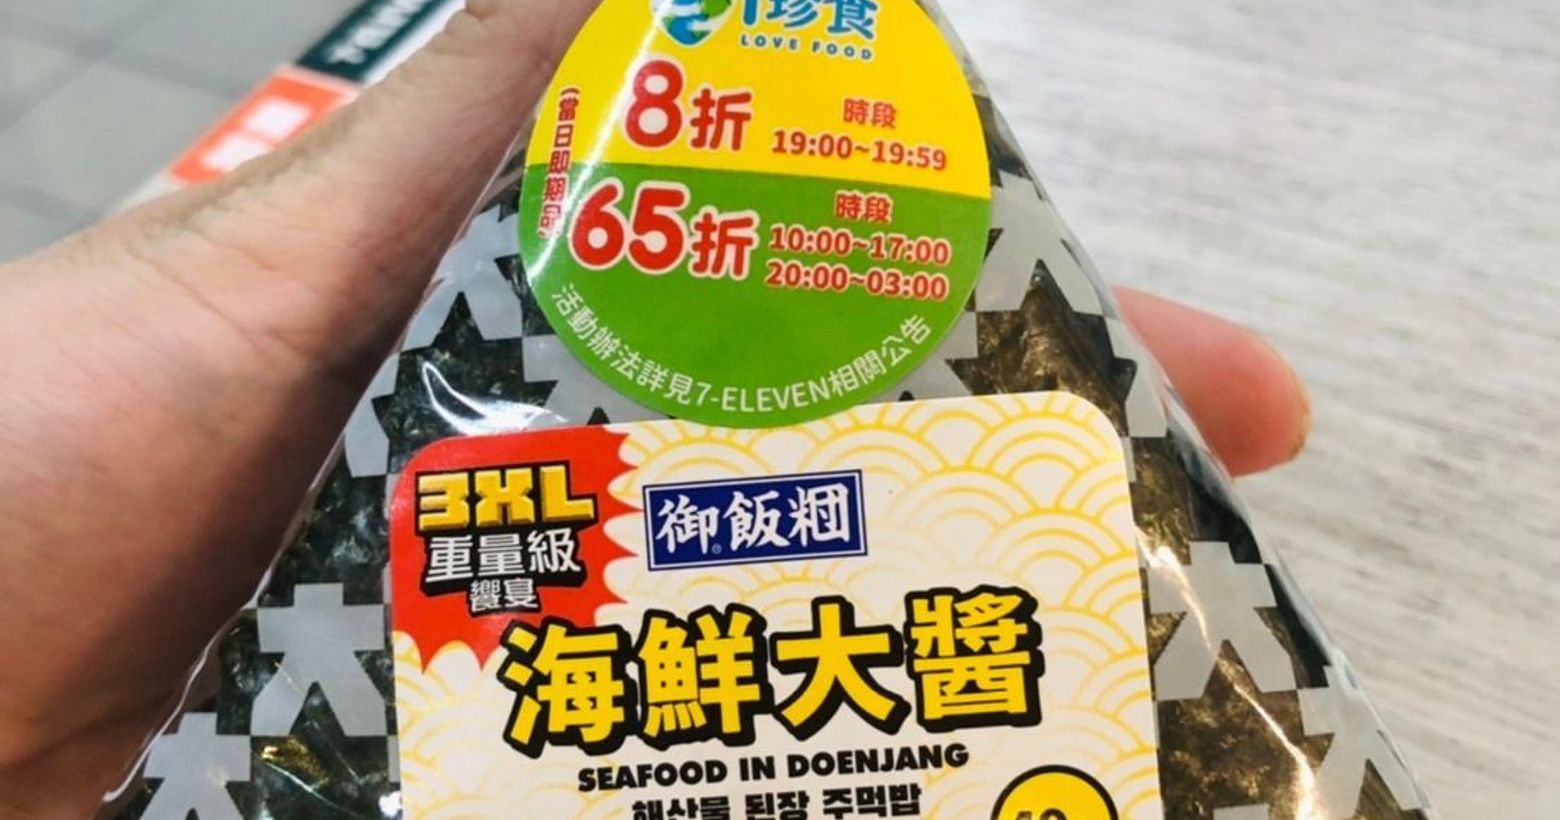 珍食
LOVE FOOD
(當日即期品)
8折
時段
19:00~19:59
65折
時段
10:00~17:00
20:00~03:00
活動辦法詳見7-ELEVEN相關公告
3XL
重量級
饗宴
御飯糰
海鮮大醬
SEAFOOD IN DOENJANG
해산물 된장 주먹밥